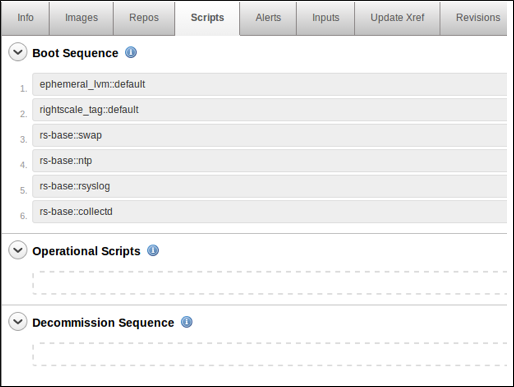 Info Images Repos Scripts Alerts Inputs Update Xref Revisions
Boot Sequence i
1. ephemeral_lvm::default
2. rightscale_tag::default
3. rs-base::swap
4. rs-base::ntp
5. rs-base::rsyslog
6. rs-base::collectd
Operational Scripts i
Decommission Sequence i